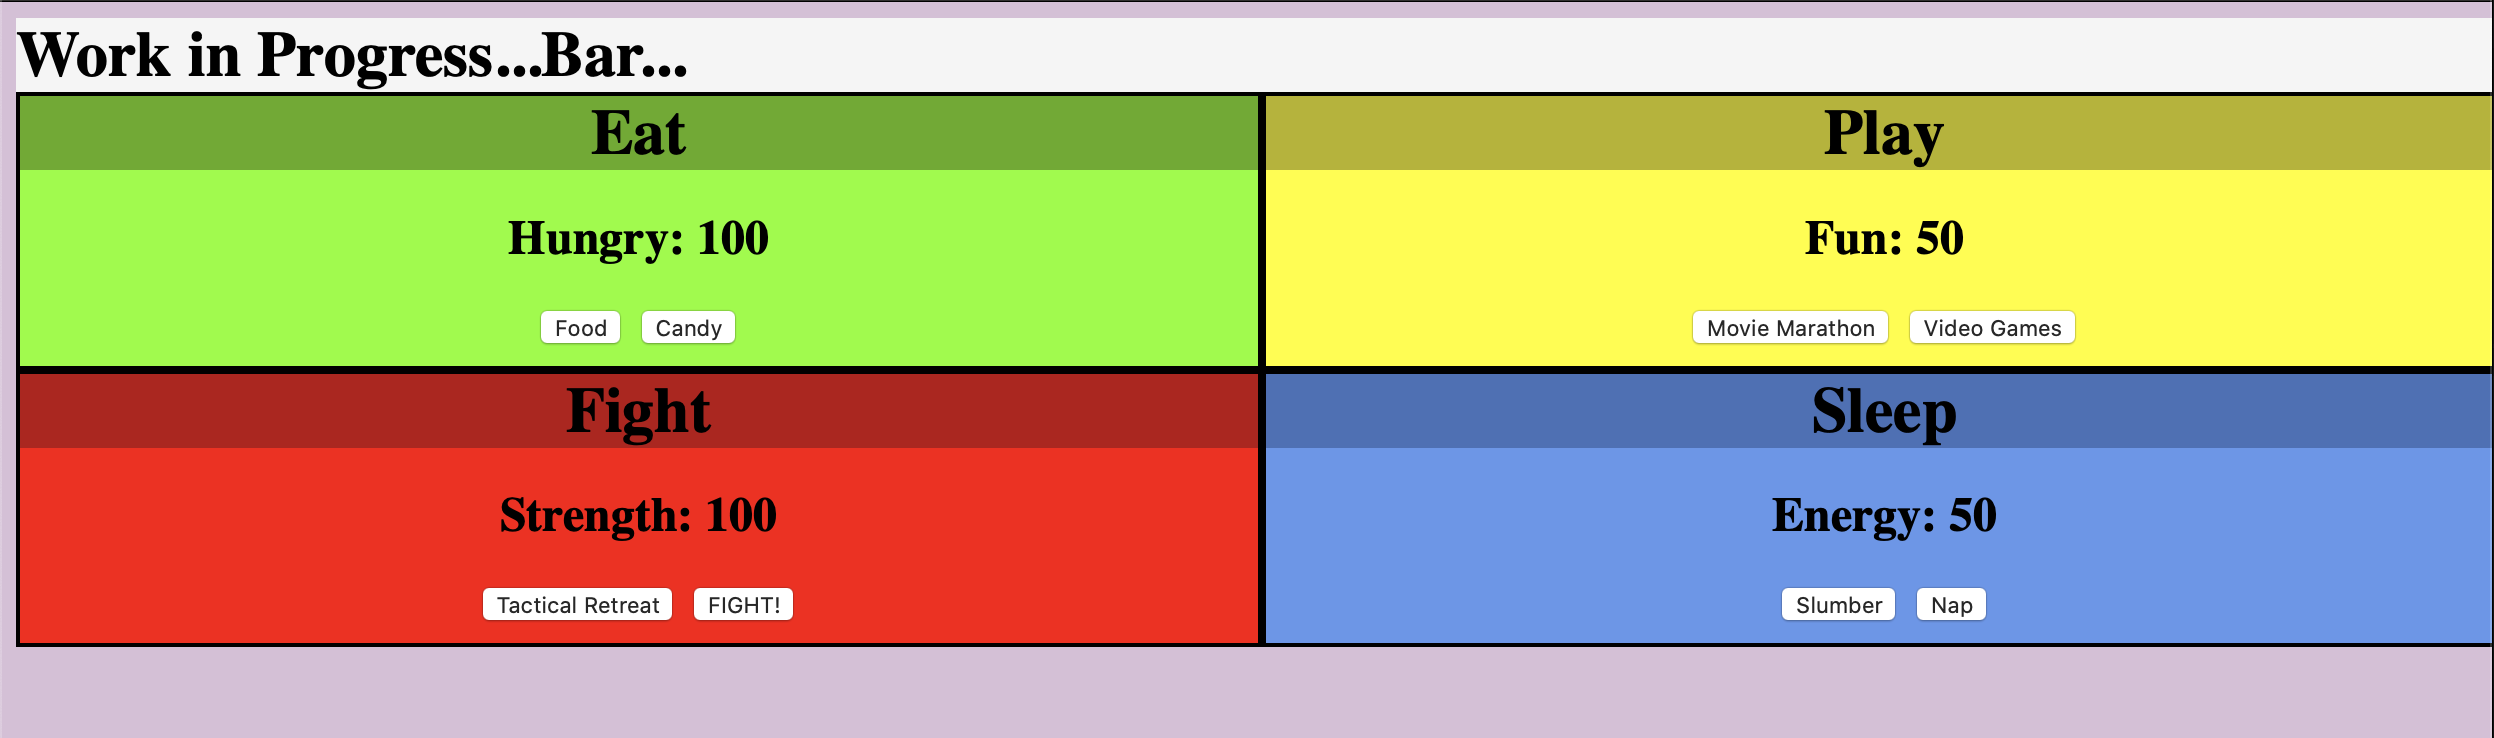 Work in Progress...Bar...
Eat
Hungry: 100
Food Candy
Play
Fun: 50
Movie Marathon Video Games
Fight
Strength: 100
Tactical Retreat FIGHT!
Sleep
Energy: 50
Slumber Nap